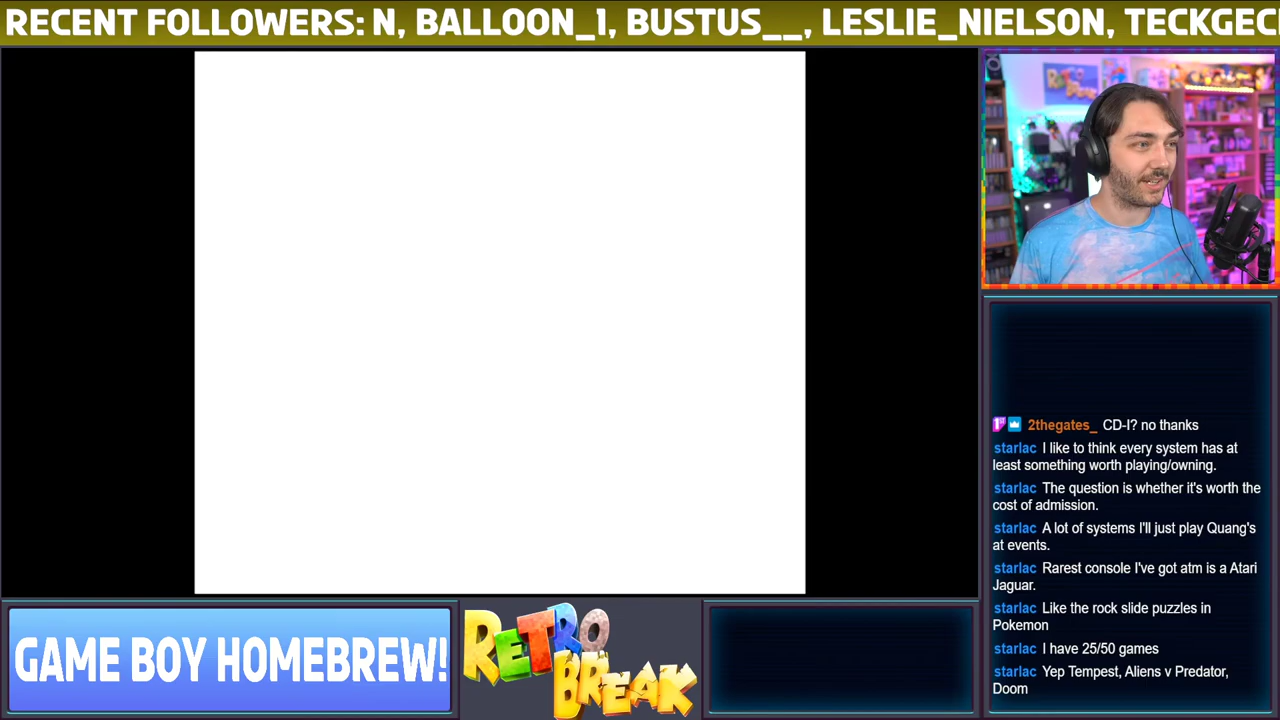 RECENT FOLLOWERS: N, BALLOON_1, BUSTUS__, LESLIE_NIELSON, TECKGEC
2thegates_ CD-I? no thanks
starlac I like to think every system has at
least something worth playing/owning.
starlac The question is whether it's worth the
cost of admission.
starlac A lot of systems I'll just play Quang's
at events.
starlac Rarest console I've got atm is a Atari
Jaguar.
starlac Like the rock slide puzzles in
Pokemon
starlac I have 25/50 games
starlac Yep Tempest, Aliens v Predator,
Doom
GAME BOY HOMEBREW!
RETRO
BREAK